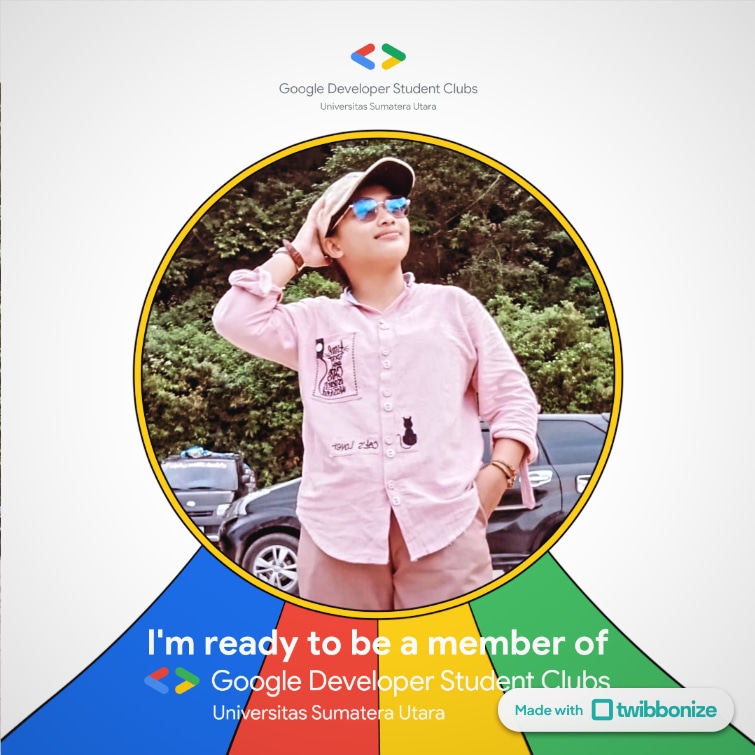 Google Developer Student Clubs
Universitas Sumatera Utara
I'm ready to be a member of
Google Developer Student Clubs
Universitas Sumatera Utara
Made with twibbonize